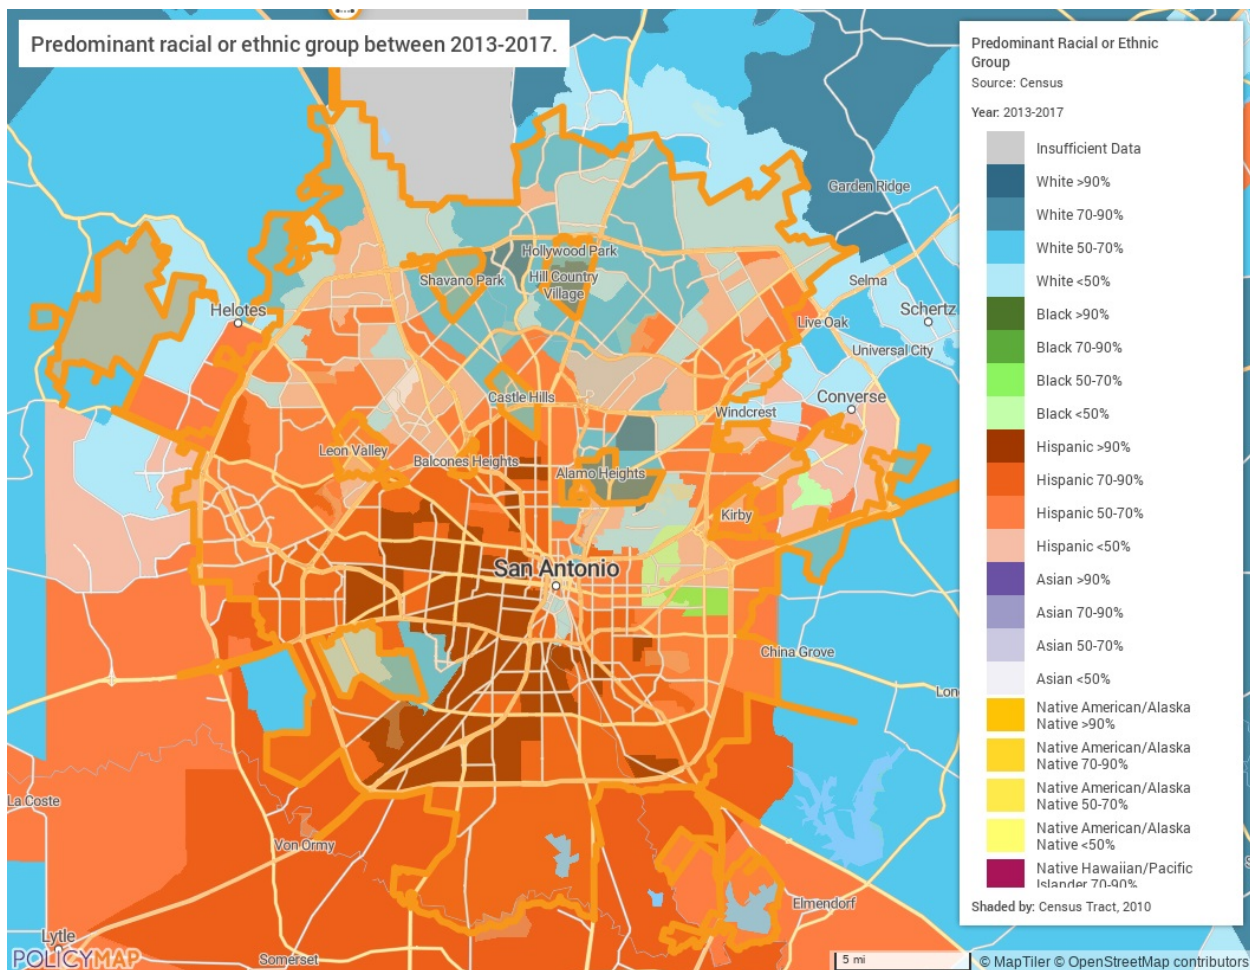 Predominant racial or ethnic group between 2013-2017.
Predominant Racial or Ethnic
Group
Source: Census
Year: 2013-2017
Insufficient Data
White >90%
White 70-90%
White 50-70%
White <50%
Black >90%
Black 70-90%
Black 50-70%
Black <50%
Hispanic >90%
Hispanic 70-90%
Hispanic 50-70%
Hispanic <50%
Asian >90%
Asian 70-90%
Asian 50-70%
Asian <50%
Native American/Alaska
Native >90%
Native American/Alaska
Native 70-90%
Native American/Alaska
Native 50-70%
Native American/Alaska
Native <50%
Native Hawaiian/Pacific
Islander 70-90%
Shaded by: Census Tract, 2010
Garden Ridge
Hollywood Park
Shavano Park
Hill Country
Village
Selma
Helotes
Schertz
Live Oak
Universal City
Castle Hills
Converse
Windcrest
Leon Valley
Balcones Heights
Alamo Heights
Kirby
San Antonio
China Grove
Lon
La Coste
Von Ormy
Elmendorf
Lytle
Somerset
POLICYMAP
5 mi
© MapTiler © OpenStreetMap contributors